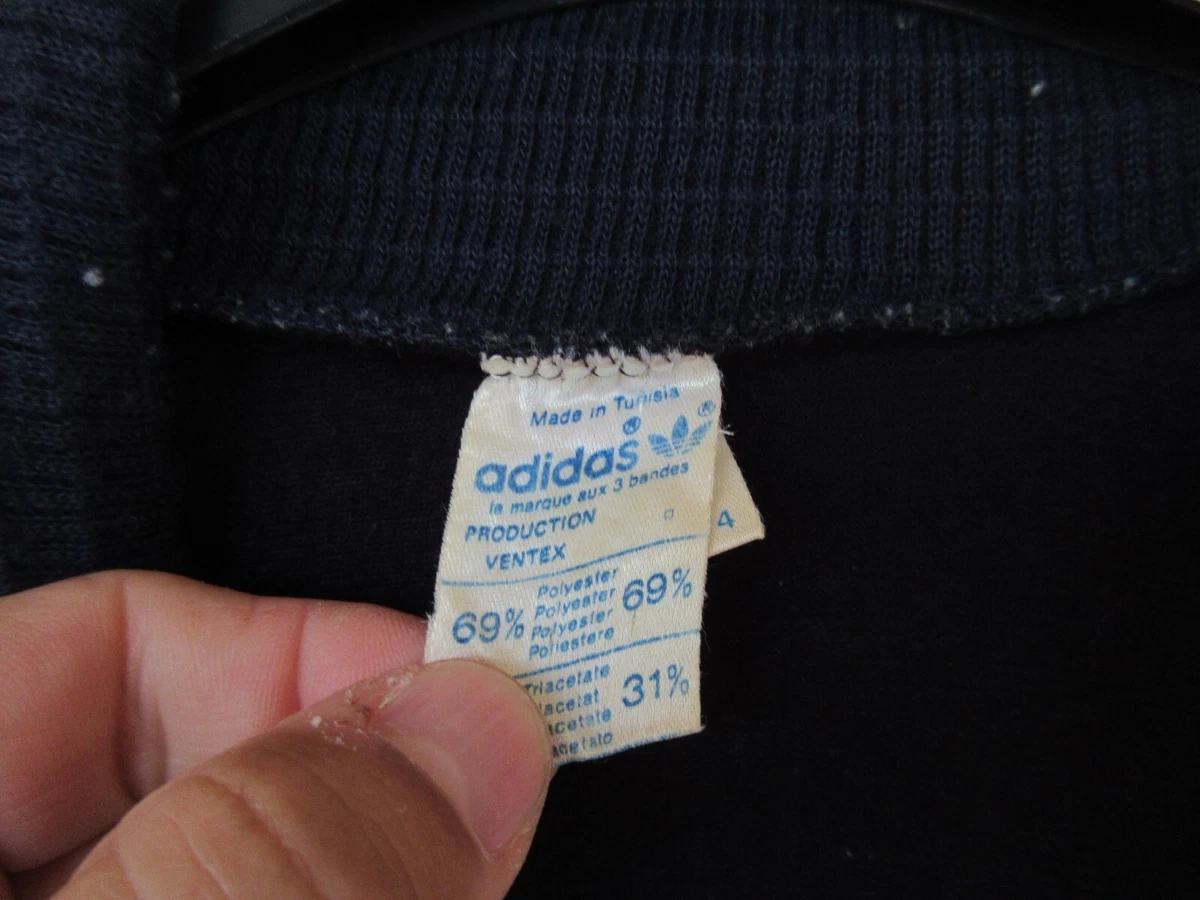 Made in Tunisia
adidas® ®
la marque aux 3 bandes
PRODUCTION
VENTEX
4
Polyester
69% Polyester 69%
Polyester
Poliestere
Triacetate
31%